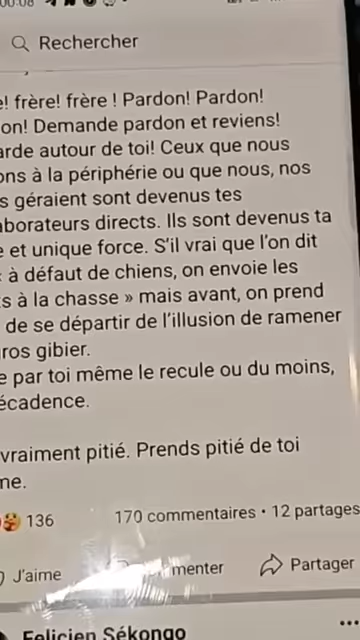 00:08
Rechercher
e! frère! frère ! Pardon! Pardon!
on! Demande pardon et reviens!
arde autour de toi! Ceux que nous
ons à la périphérie ou que nous, nos
s géraient sont devenus tes
aborateurs directs. Ils sont devenus ta
e et unique force. S'il vrai que l'on dit
« à défaut de chiens, on envoie les
s à la chasse » mais avant, on prend
de se départir de l'illusion de ramener
ros gibier.
e par toi même le recule ou du moins,
écadence.
vraiment pitié. Prends pitié de toi
me.
136 170 commentaires • 12 partages
J'aime menter Partager
Felicien Sékongo